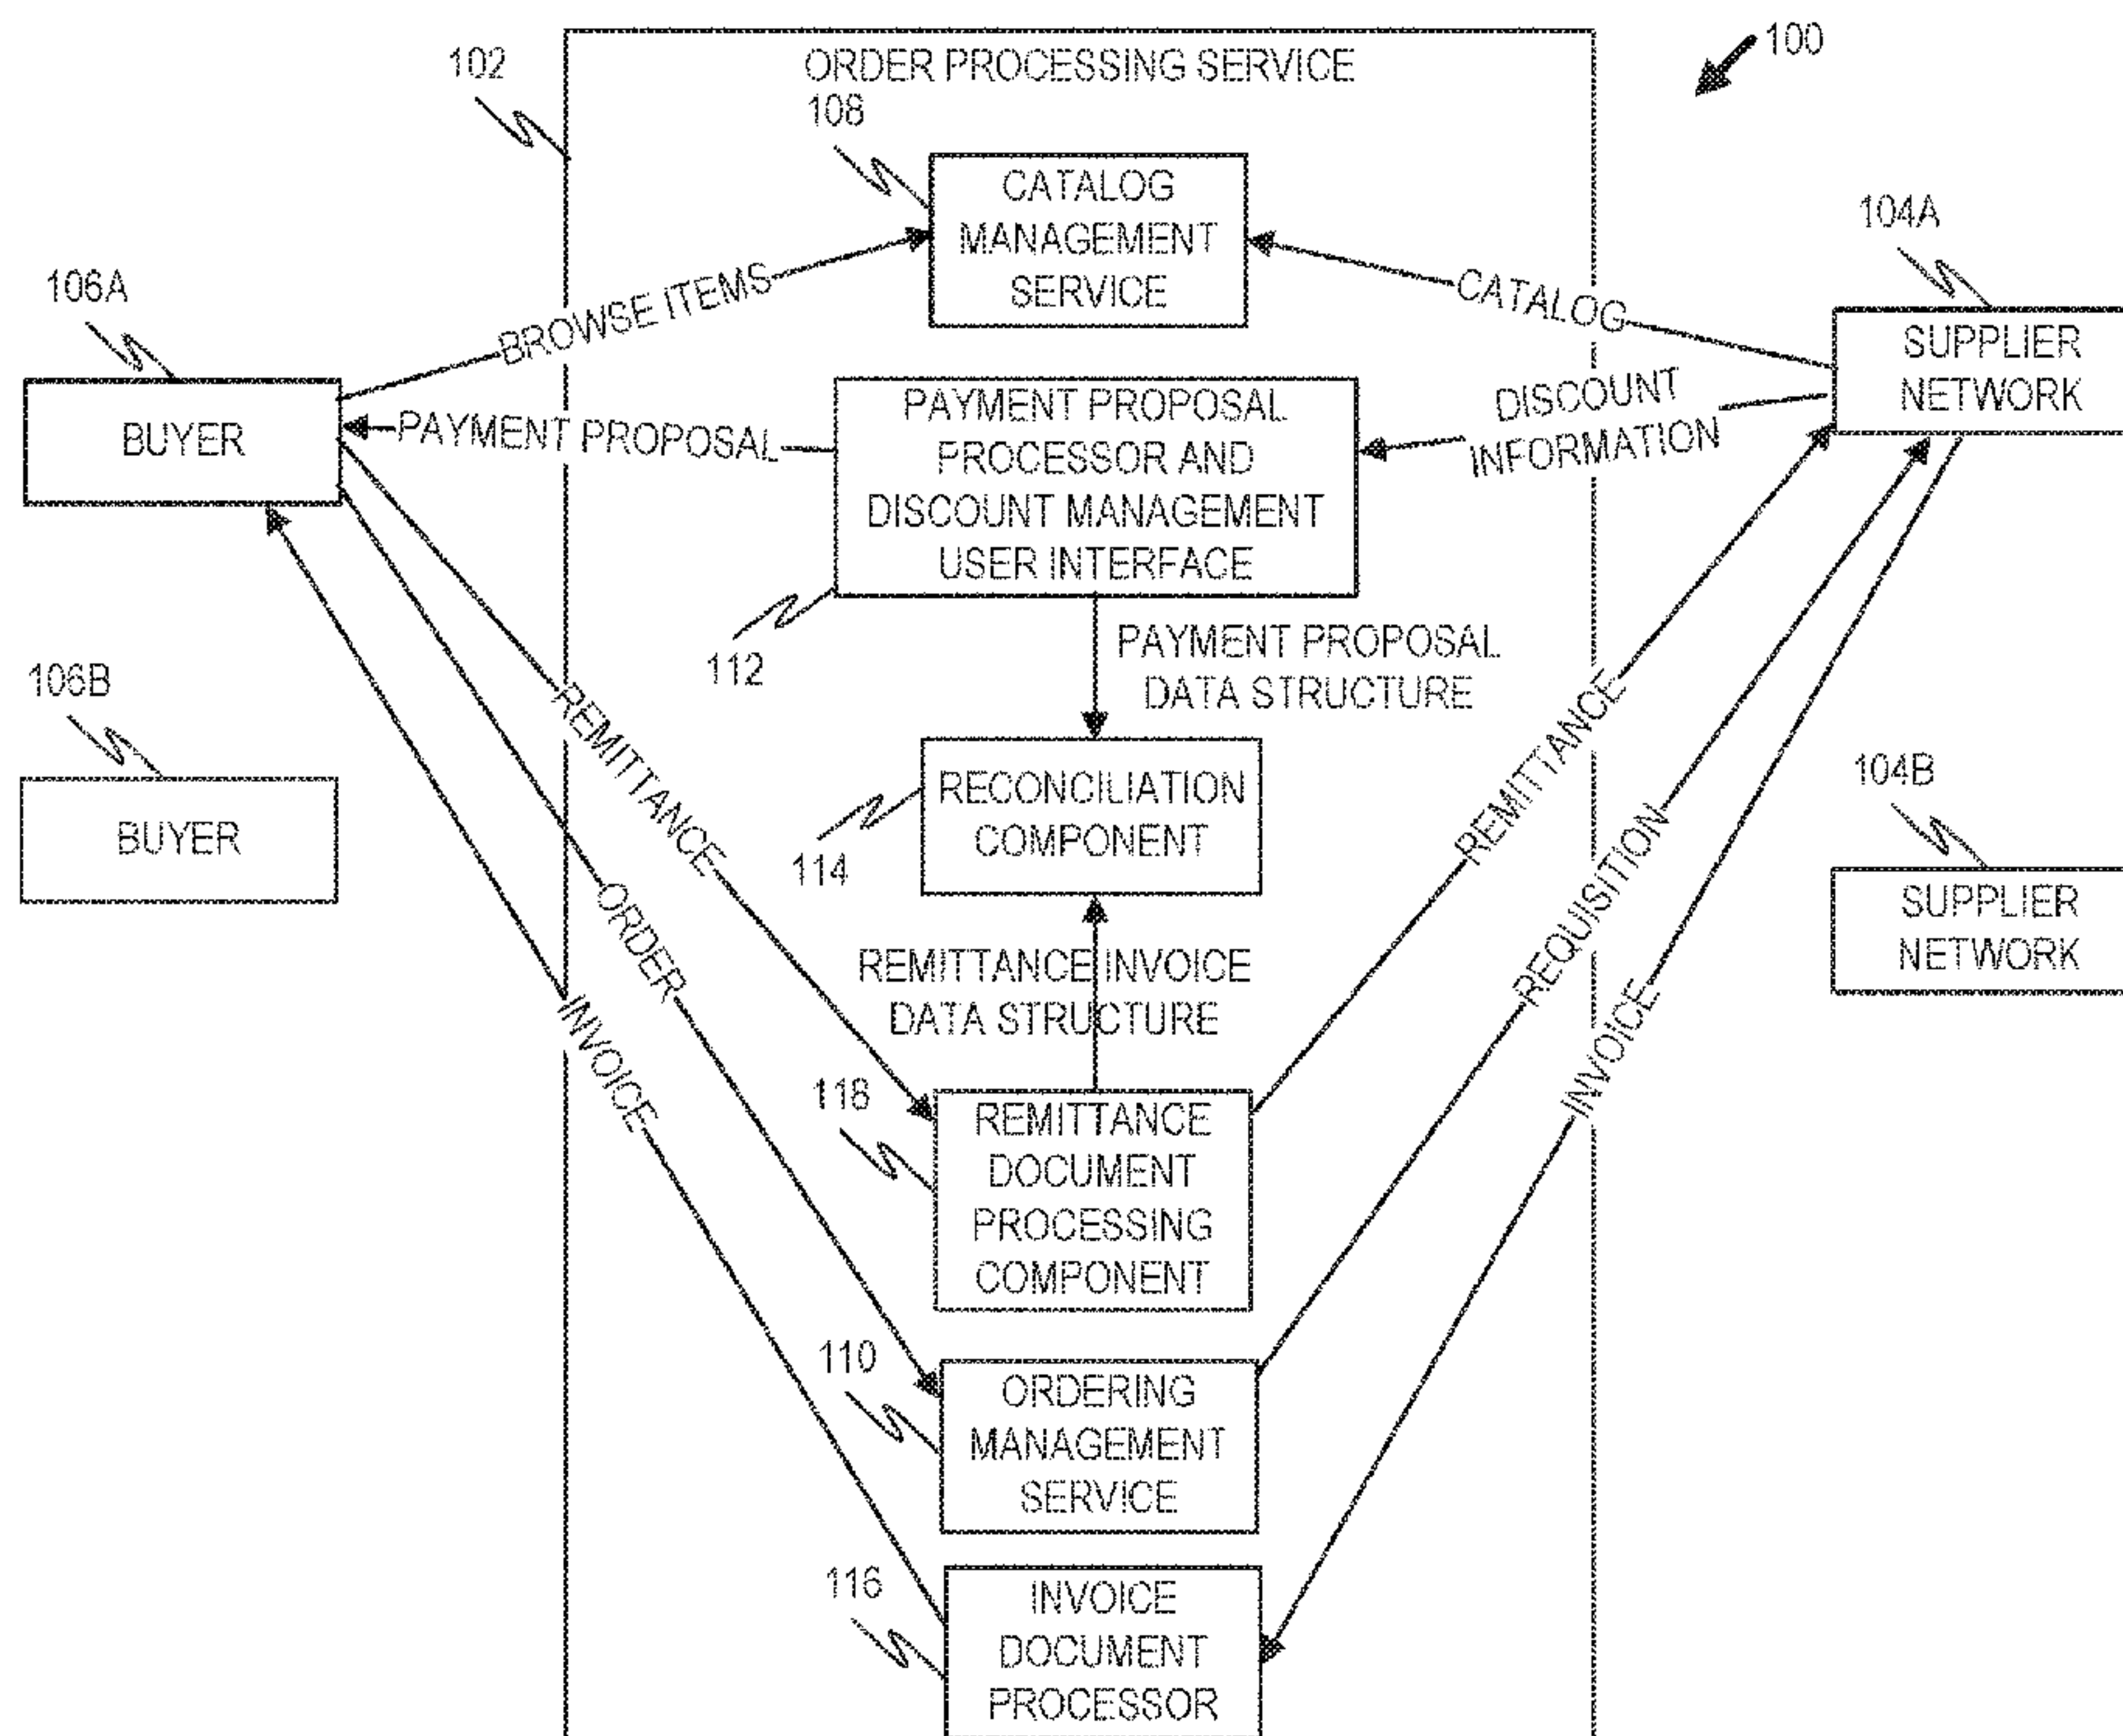 100
102
ORDER PROCESSING SERVICE
108
CATALOG
MANAGEMENT
SERVICE
104A
106A
BROWSE ITEMS
CATALOG
SUPPLIER
NETWORK
BUYER
PAYMENT PROPOSAL
PAYMENT PROPOSAL
PROCESSOR AND
DISCOUNT MANAGEMENT
USER INTERFACE
DISCOUNT
INFORMATION
112
PAYMENT PROPOSAL
DATA STRUCTURE
106B
BUYER
REMITTANCE
RECONCILIATION
COMPONENT
114
REMITTANCE
104B
SUPPLIER
NETWORK
ORDER
REMITTANCE INVOICE
DATA STRUCTURE
REQUISITION
INVOICE
INVOICE
118
REMITTANCE
DOCUMENT
PROCESSING
COMPONENT
110
ORDERING
MANAGEMENT
SERVICE
116
INVOICE
DOCUMENT
PROCESSOR